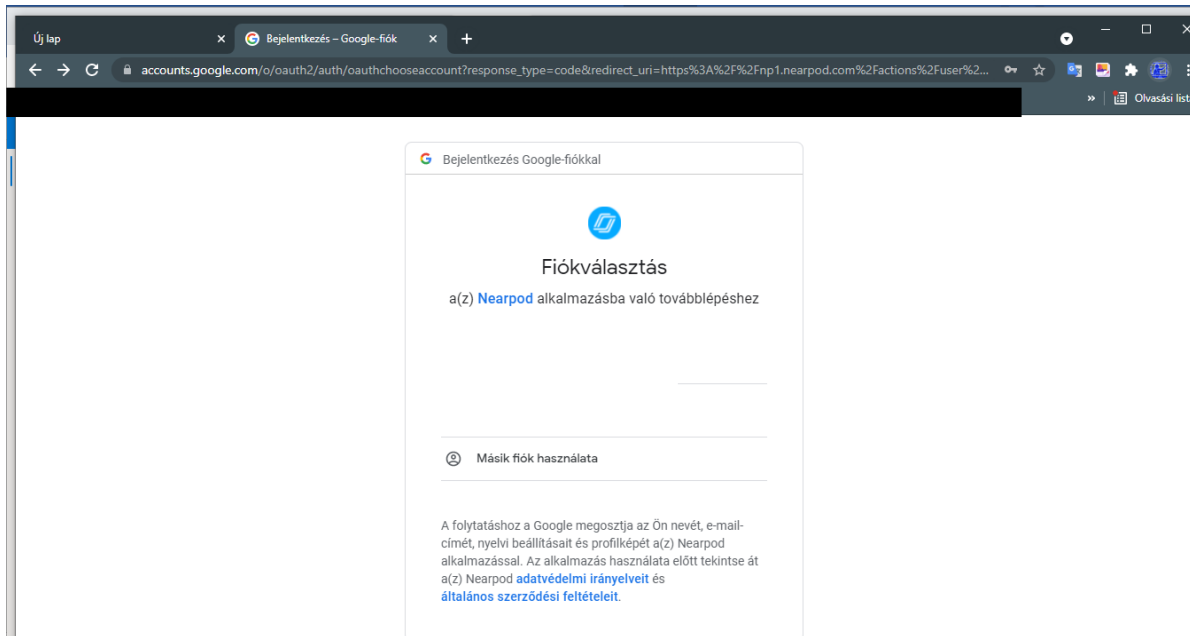 Új lap
Bejelentkezés – Google-fiók
accounts.google.com/o/oauth2/auth/oauthchooseaccount?response_type=code&redirect_uri=https%3A%2F%2Fnp1.nearpod.com%2Factions%2Fuser%2...
» Olvasási list
Bejelentkezés Google-fiókkal
Fiókválasztás
a(z) Nearpod alkalmazásba való továbblépéshez
Másik fiók használata
A folytatáshoz a Google megosztja az Ön nevét, e-mail-
címét, nyelvi beállításait és profilképét a(z) Nearpod
alkalmazással. Az alkalmazás használata előtt tekintse át
a(z) Nearpod adatvédelmi irányelveit és
általános szerződési feltételeit.